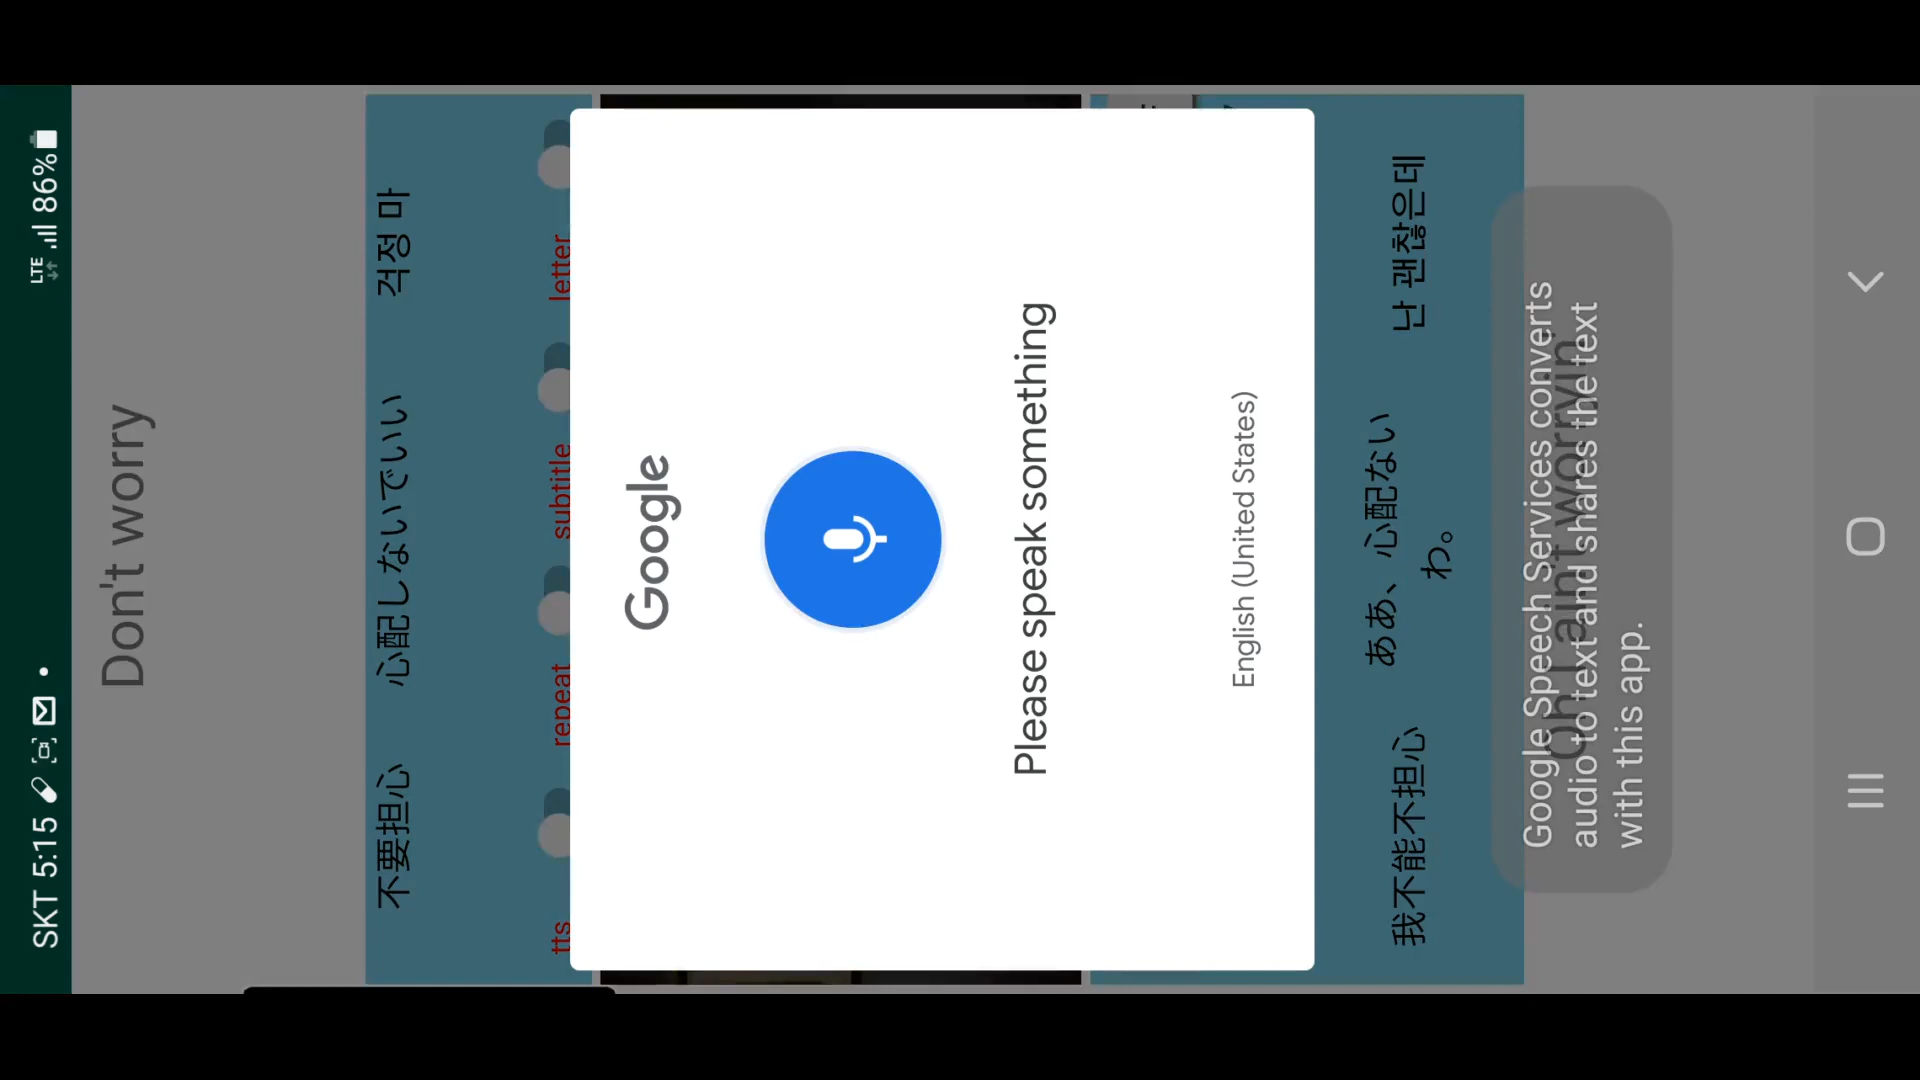 SKT 5:15 LTE 86%
Don't worry
不要担心 心配しないでいい 걱정 마
tts repeat subtitle letter
Google
Please speak something
English (United States)
我不能不担心 ああ、心配ない わ。 난 괜찮은데
Oh I ain't worryin'
Google Speech Services converts
audio to text and shares the text
with this app.